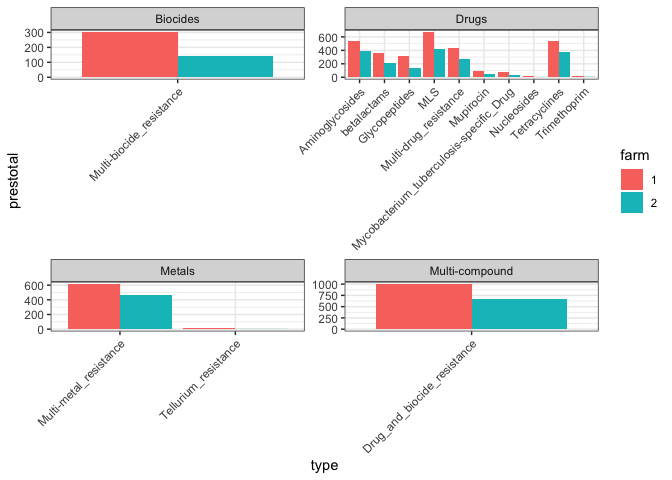 Biocides
300
200
100
0
Multi-biocide_resistance
Drugs
600
400
200
0
Aminoglycosides
betalactams
Glycopeptides
MLS
Multi-drug_resistance
Mupirocin
Mycobacterium_tuberculosis-specific_Drug
Nucleosides
Tetracyclines
Trimethoprim
prestotal
farm
1
2
Metals
600
400
200
0
Multi-metal_resistance
Tellurium_resistance
Multi-compound
1000
750
500
250
0
Drug_and_biocide_resistance
type